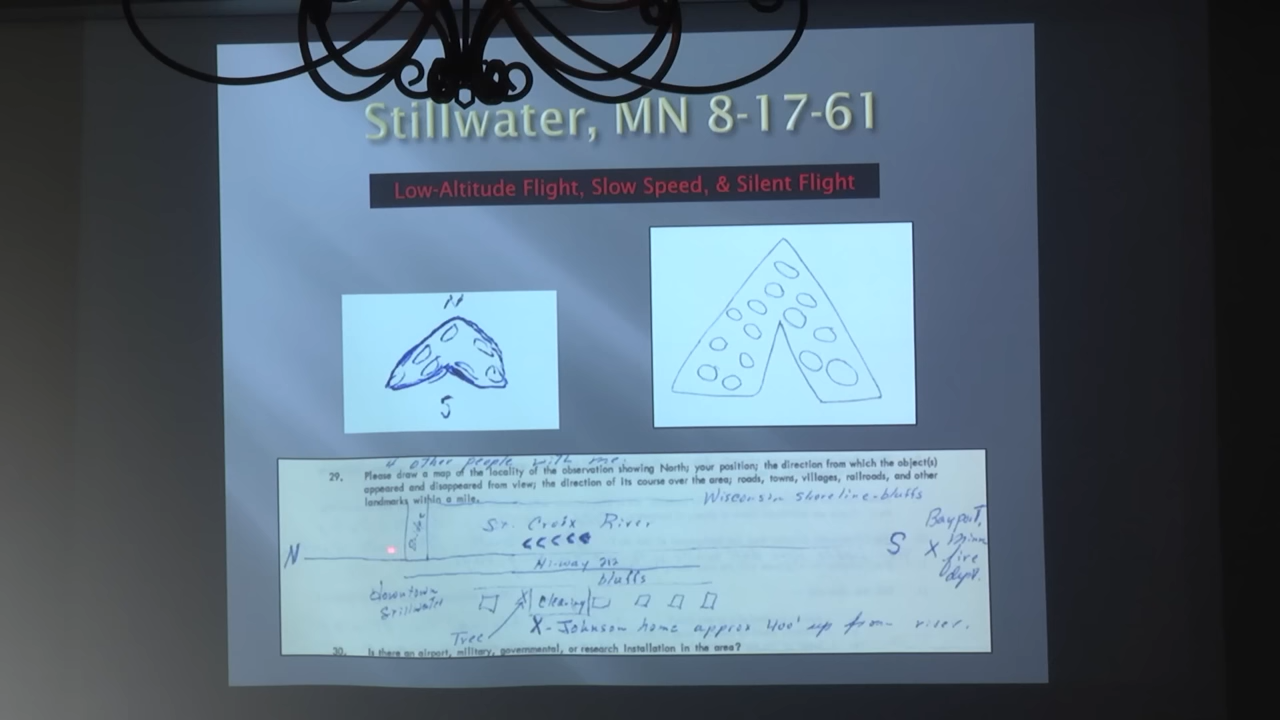 Stillwater, MN 8-17-61
Low-Altitude Flight, Slow Speed, & Silent Flight
N
S
other people with me.
29. Please draw a map of the locality of the observation showing North; your position; the direction from which the object(s)
appeared and disappeared from view; the direction of its course over the area; roads, towns, villages, railroads, and other
landmarks within a mile.
Wisconsin shoreline-bluffs
St. Croix River
Bayport,
Minn
fire
dept.
N
S X
Hi-way
bluffs
downtown
Stillwater
X Clearing
Tree
X-Johnson home approx 400' up from river.
30. Is there an airport, military, governmental, or research installation in the area?